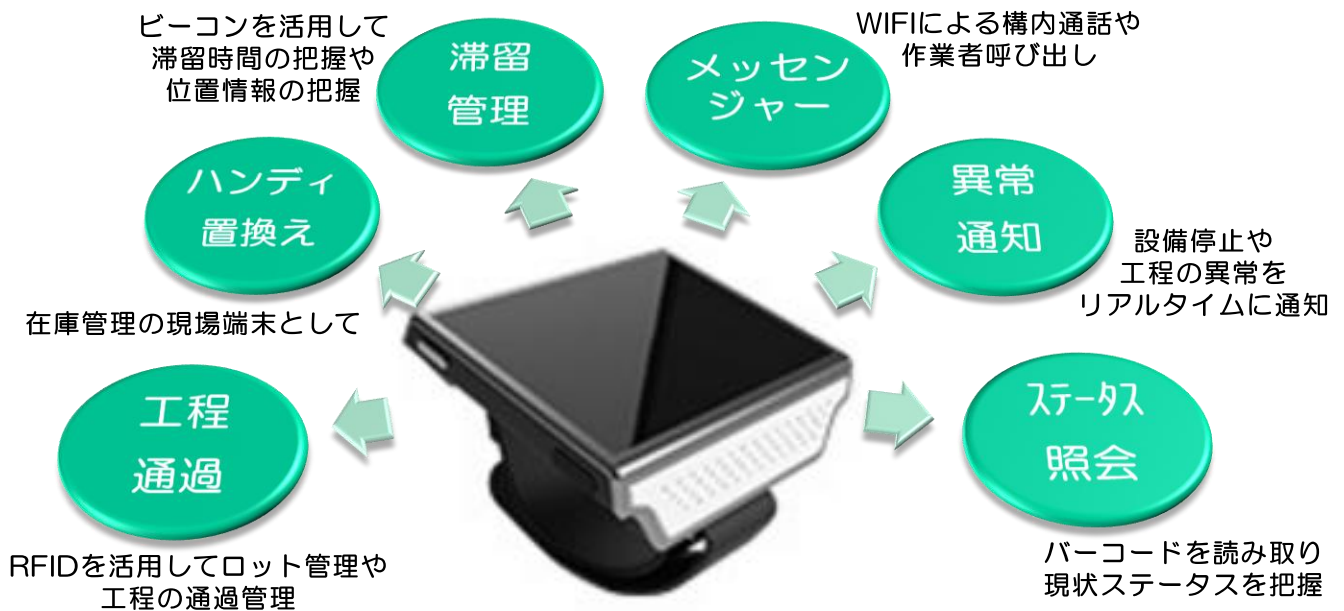 ビーコンを活用して
滞留時間の把握や
位置情報の把握
滞留
管理
メッセン
ジャー
WIFIによる構内通話や
作業者呼び出し
ハンディ
置換え
在庫管理の現場端末として
異常
通知
設備停止や
工程の異常を
リアルタイムに通知
工程
通過
RFIDを活用してロット管理や
工程の通過管理
ｽﾃｰﾀｽ
照会
バーコードを読み取り
現状ステータスを把握